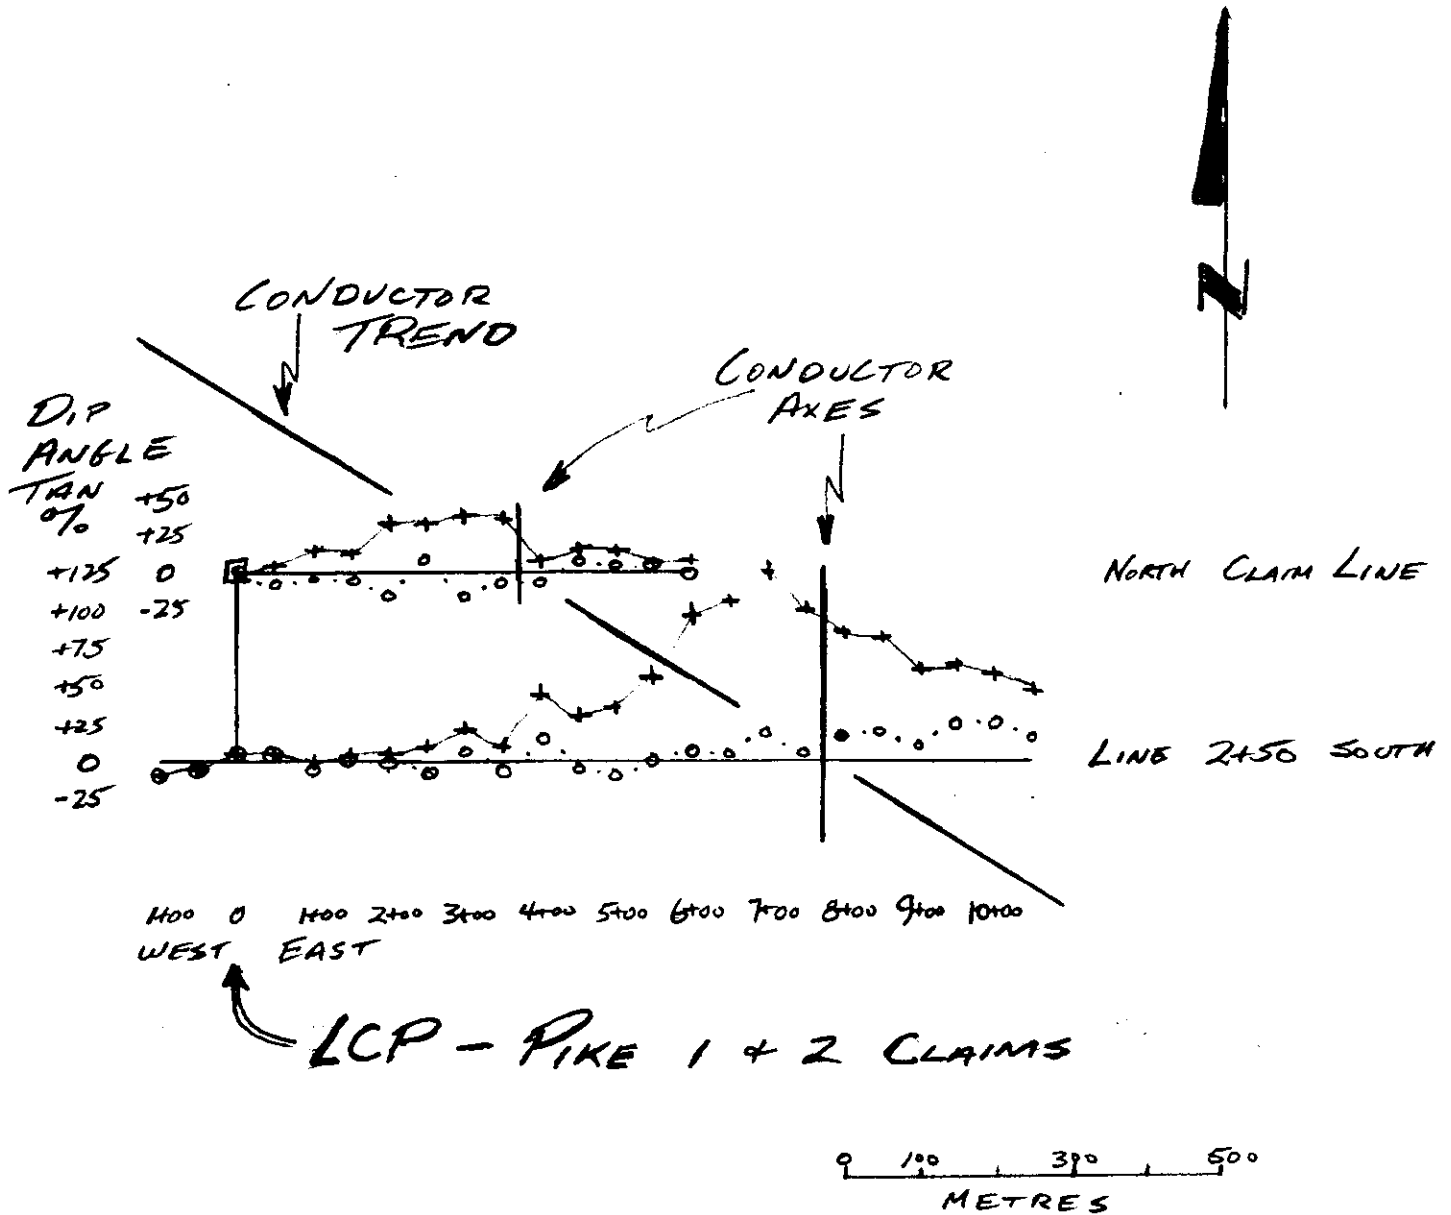 N
CONDUCTOR
TREND
CONDUCTOR
AXES
DIP
ANGLE
TAN
%
+50
+25
+125 0
+100 -25
+75
+50
+25
0
-25
NORTH CLAIM LINE
LINE 2+50 SOUTH
1+00 0 1+00 2+00 3+00 4+00 5+00 6+00 7+00 8+00 9+00 10+00
WEST EAST
LCP - PIKE 1 & 2 CLAIMS
0 100 300 500
METRES